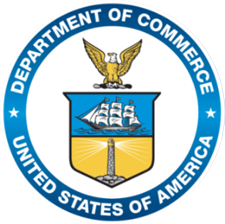 DEPARTMENT OF COMMERCE
UNITED STATES OF AMERICA